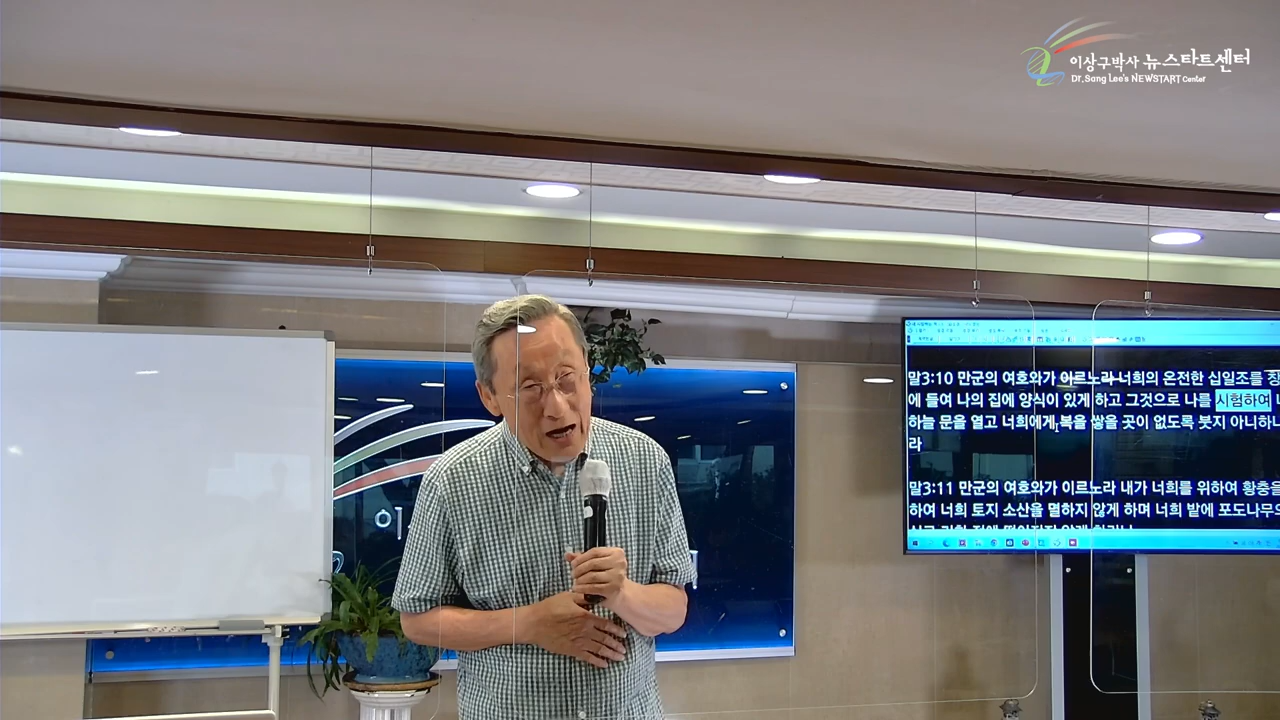 이상구박사 뉴스타트센터
Dr. Sang Lee's NEWSTART Center
말3:10 만군의 여호와가 이르노라 너희의 온전한 십일조를 창
에 들여 나의 집에 양식이 있게 하고 그것으로 나를 시험하여
하늘 문을 열고 너희에게 복을 쌓을 곳이 없도록 붓지 아니하나
라
말3:11 만군의 여호와가 이르노라 내가 너희를 위하여 황충을
하여 너희 토지 소산을 멸하지 않게 하며 너희 밭에 포도나무